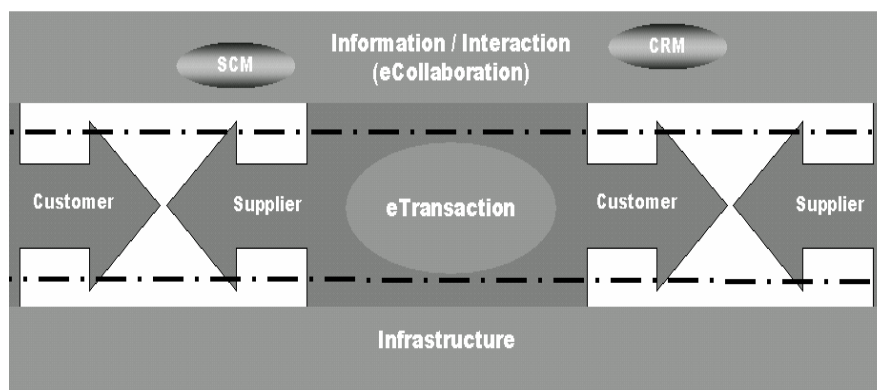 Information / Interaction
(eCollaboration)
SCM
CRM
Customer
Supplier
eTransaction
Customer
Supplier
Infrastructure